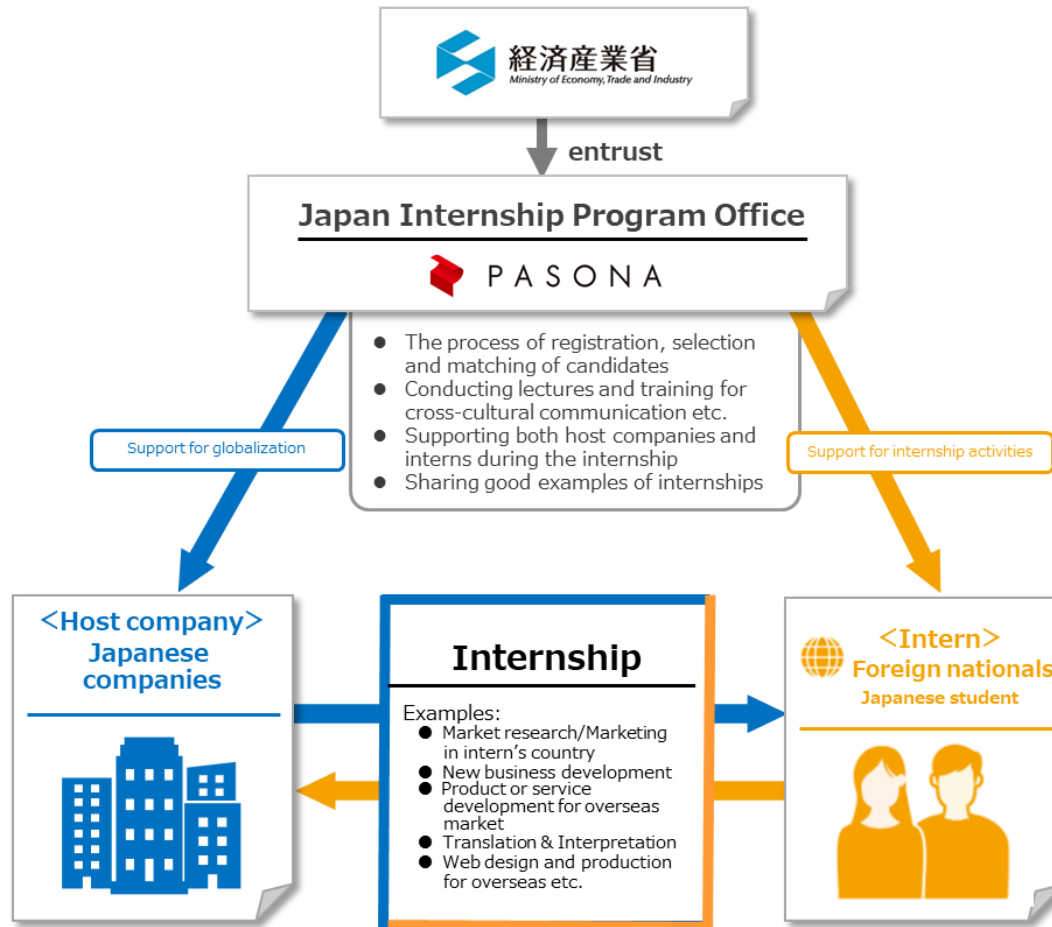 経済産業省
Ministry of Economy, Trade and Industry
entrust
Japan Internship Program Office
PASONA
● The process of registration, selection
and matching of candidates
● Conducting lectures and training for
cross-cultural communication etc.
● Supporting both host companies and
interns during the internship
● Sharing good examples of internships
Support for globalization
Support for internship activities
<Host company>
Japanese
companies
Internship
Examples:
● Market research/Marketing
in intern's country
● New business development
● Product or service
development for overseas
market
● Translation & Interpretation
● Web design and production
for overseas etc.
<Intern>
Foreign nationals
Japanese student